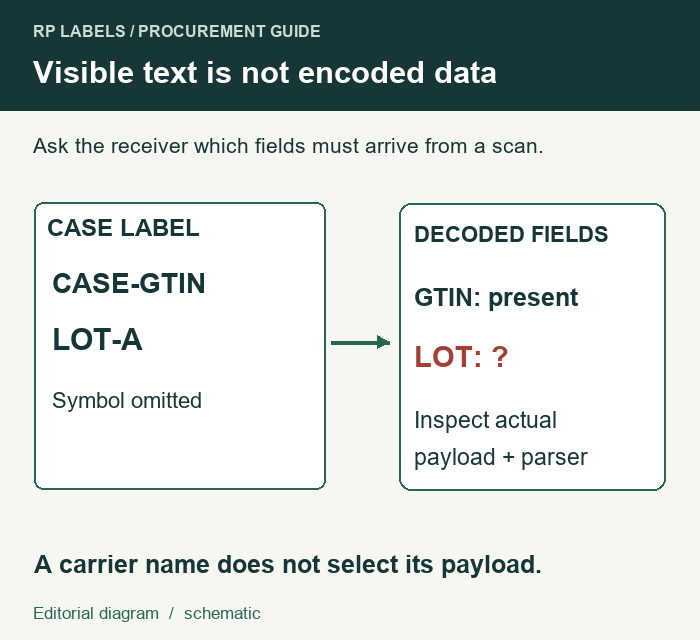 RP LABELS / PROCUREMENT GUIDE
Visible text is not encoded data
Ask the receiver which fields must arrive from a scan.
CASE LABEL
CASE-GTIN
LOT-A
Symbol omitted
DECODED FIELDS
GTIN: present
LOT: ?
Inspect actual
payload + parser
A carrier name does not select its payload.
Editorial diagram / schematic